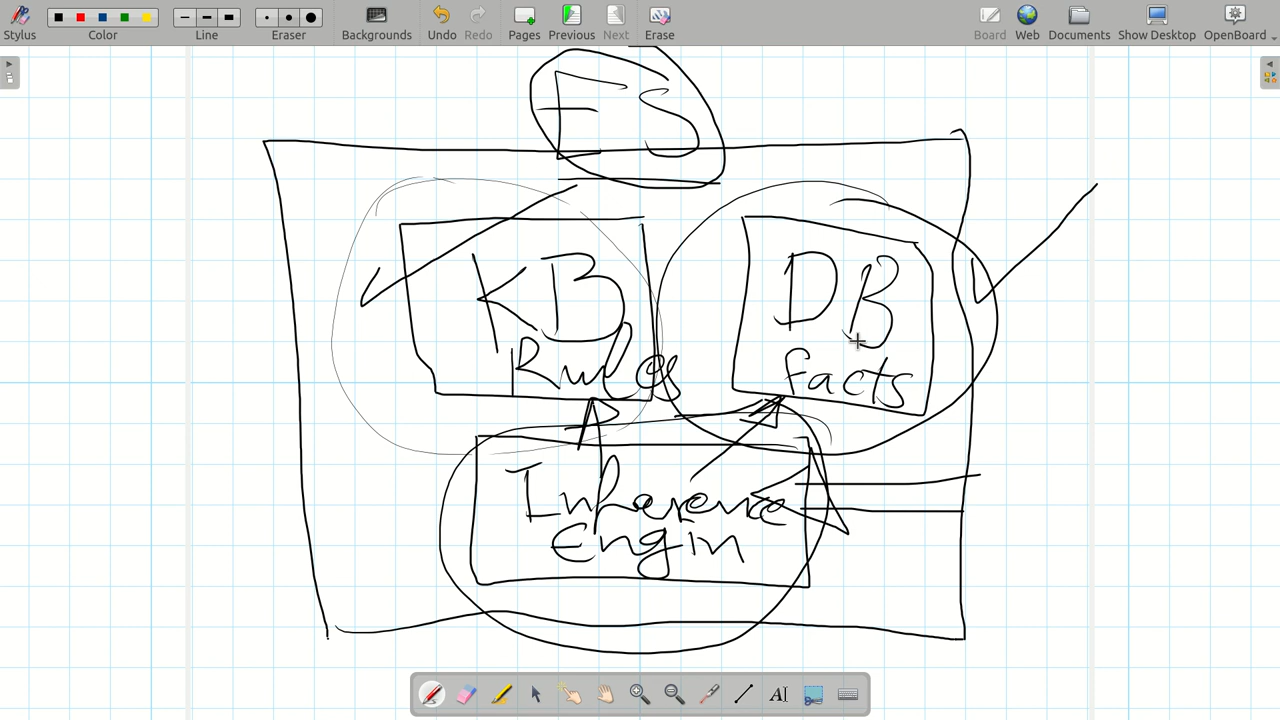 Stylus Color Line Eraser Backgrounds Undo Redo Pages Previous Next Erase Board Web Documents Show Desktop OpenBoard
ES
KB
Rules
DB
facts
Inference
Engin
AI